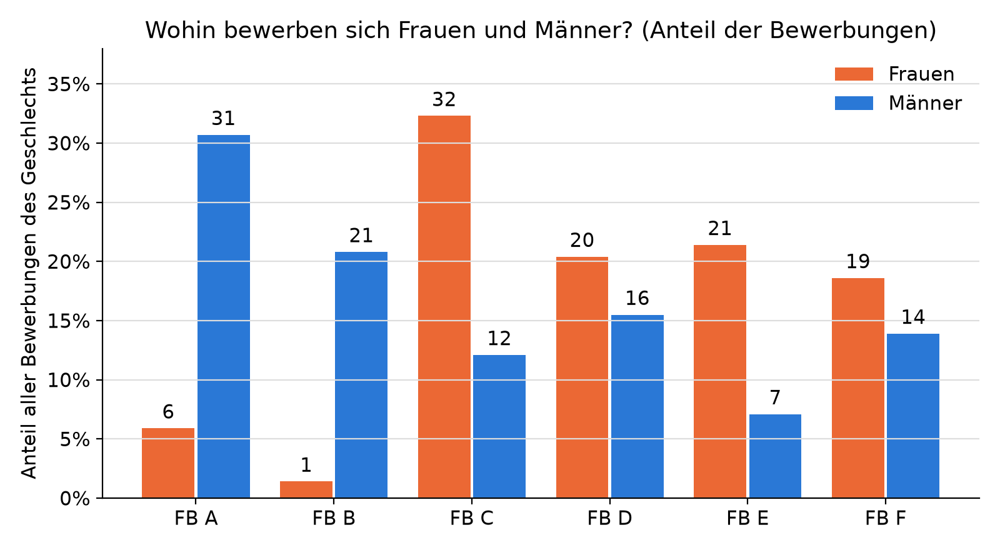 Wohin bewerben sich Frauen und Männer? (Anteil der Bewerbungen)
Anteil aller Bewerbungen des Geschlechts
35%
30%
25%
20%
15%
10%
5%
0%
Frauen
Männer
6
31
1
21
32
12
20
16
21
7
19
14
FB A
FB B
FB C
FB D
FB E
FB F